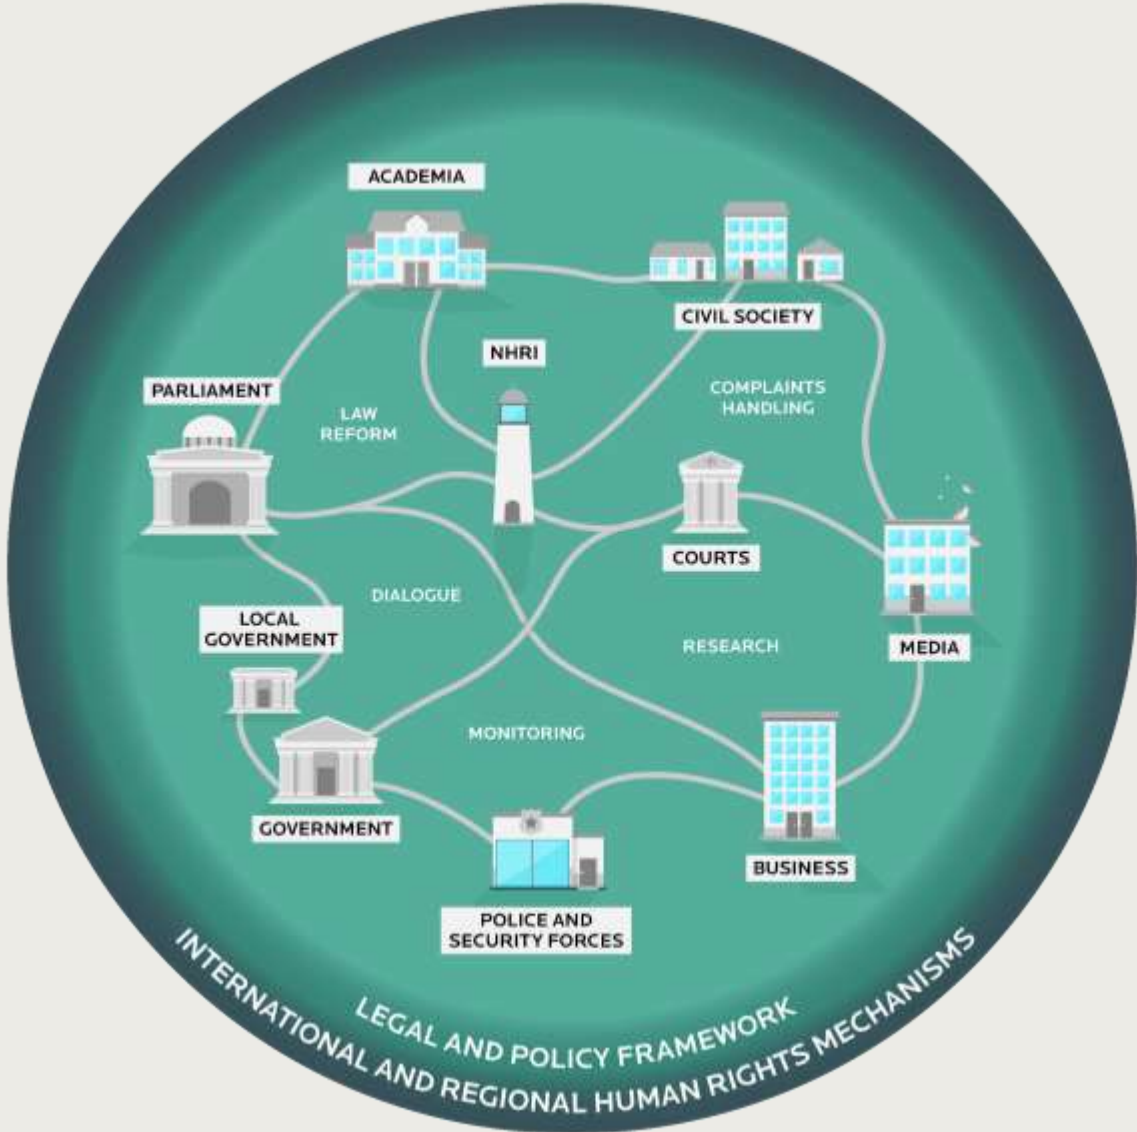 ACADEMIA
CIVIL SOCIETY
NHRI
PARLIAMENT
LAW
REFORM
COMPLAINTS
HANDLING
COURTS
DIALOGUE
LOCAL
GOVERNMENT
RESEARCH
MEDIA
MONITORING
GOVERNMENT
BUSINESS
POLICE AND
SECURITY FORCES
LEGAL AND POLICY FRAMEWORK
INTERNATIONAL AND REGIONAL HUMAN RIGHTS MECHANISMS